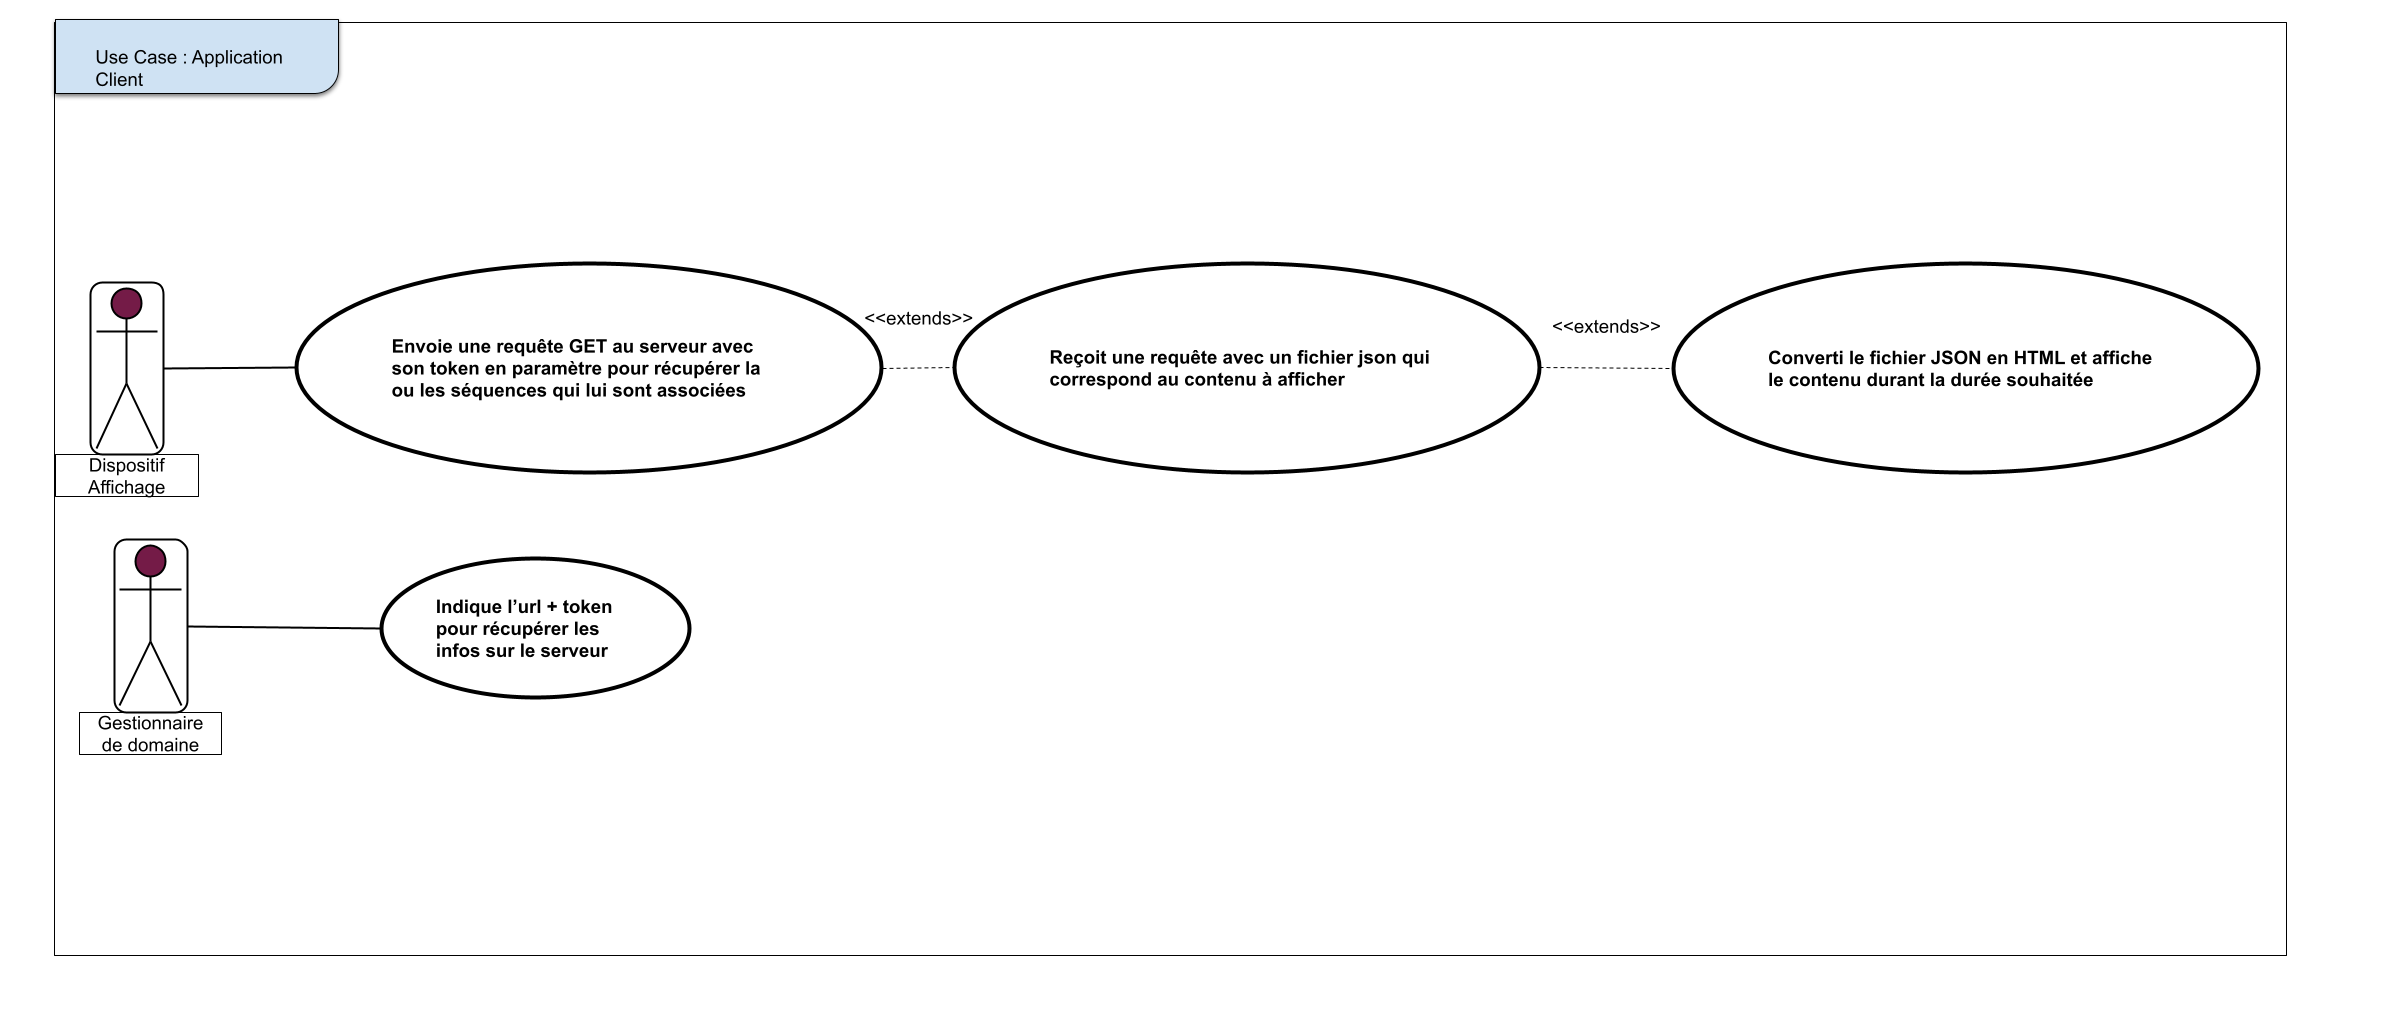 Use Case : Application
Client
Envoie une requête GET au serveur avec
son token en paramètre pour récupérer la
ou les séquences qui lui sont associées
<<extends>>
Reçoit une requête avec un fichier json qui
correspond au contenu à afficher
<<extends>>
Converti le fichier JSON en HTML et affiche
le contenu durant la durée souhaitée
Dispositif
Affichage
Indique l’url + token
pour récupérer les
infos sur le serveur
Gestionnaire
de domaine